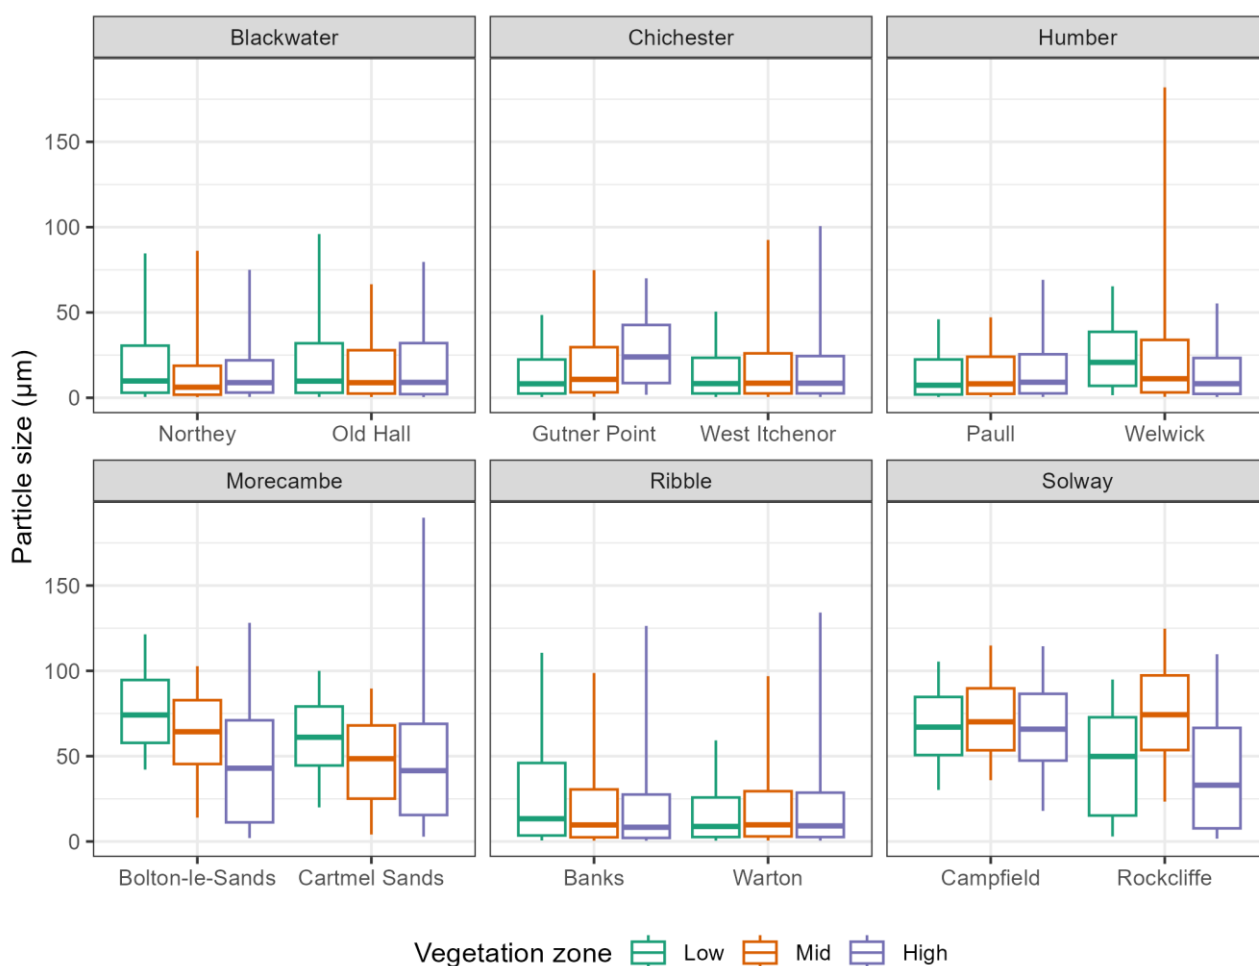 Blackwater Chichester Humber
150
100
50
0
Northey Old Hall Gutner Point West Itchenor Paull Welwick
Particle size (µm)
Morecambe Ribble Solway
150
100
50
0
Bolton-le-Sands Cartmel Sands Banks Warton Campfield Rockcliffe
Vegetation zone Low Mid High